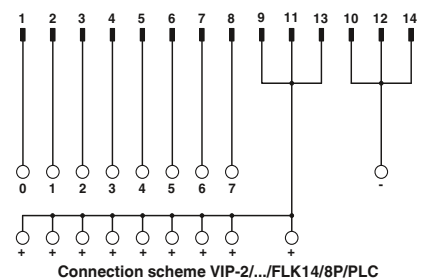 1 2 3 4 5 6 7 8 9 11 13 10 12 14
0 1 2 3 4 5 6 7 -
+ + + + + + + + +
Connection scheme VIP-2/.../FLK14/8P/PLC